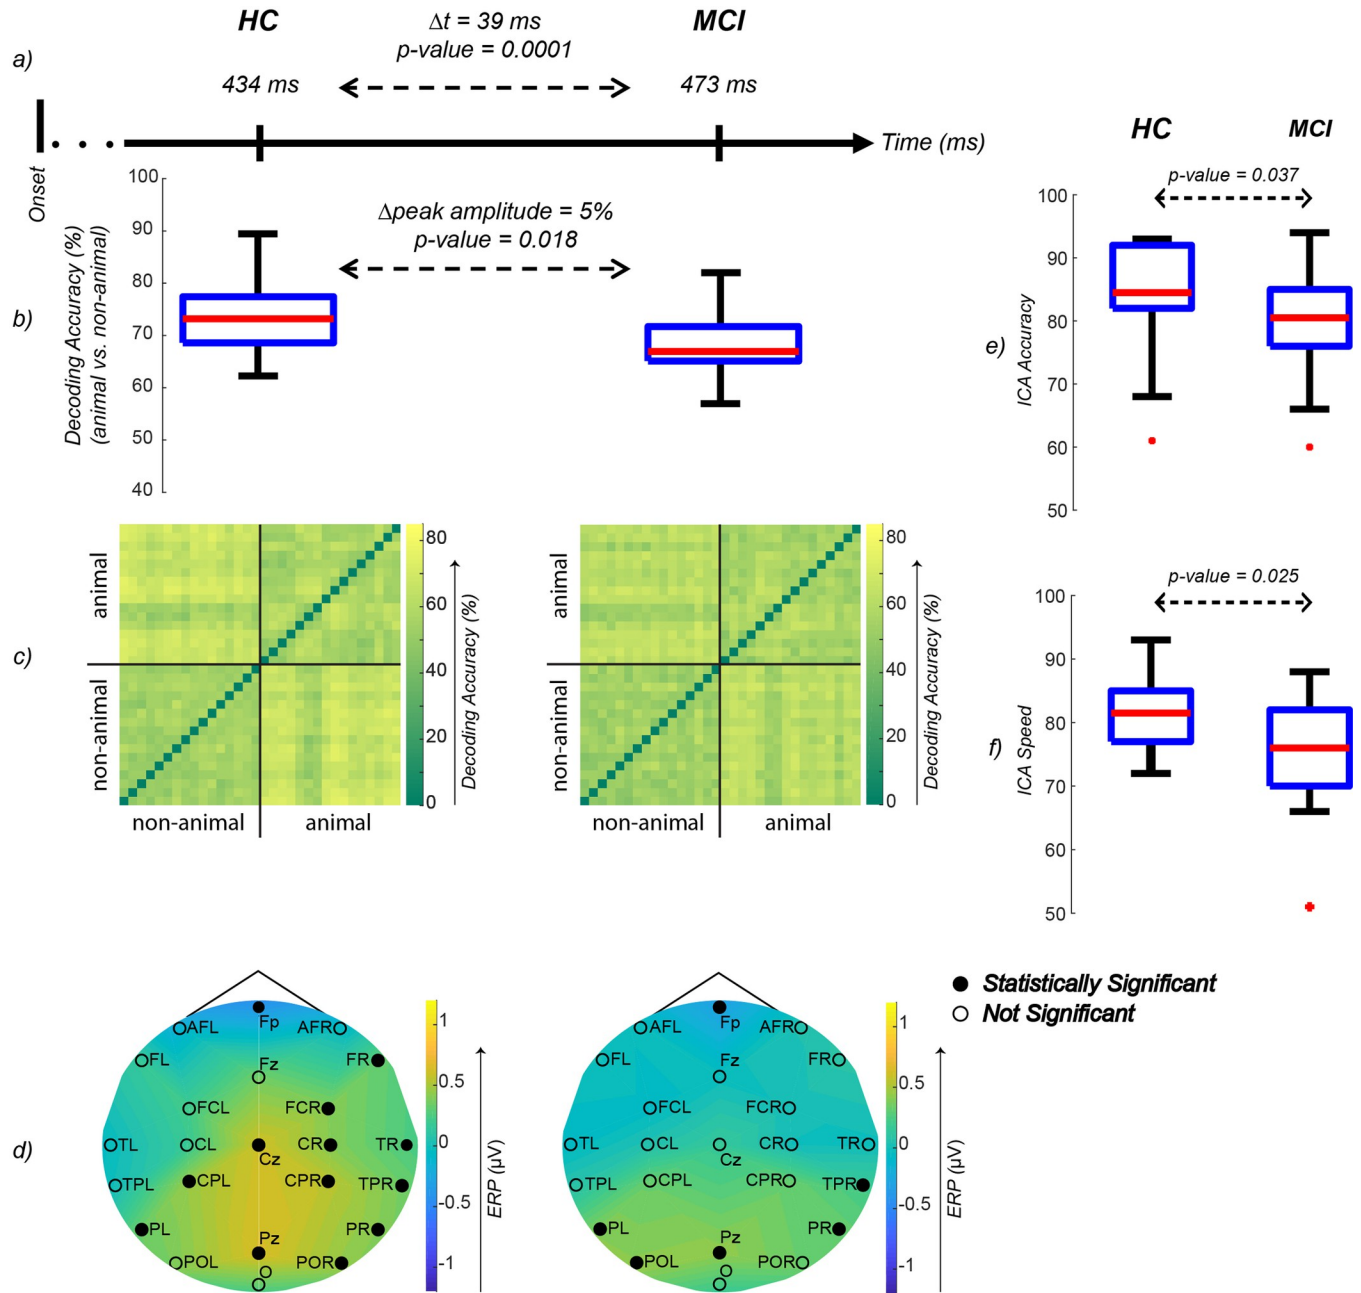 HC
MCI
Δt = 39 ms
p-value = 0.0001
a)
434 ms
473 ms
Time (ms)
Onset
b)
Decoding Accuracy (%)
(animal vs. non-animal)
100
90
80
70
60
50
40
Δpeak amplitude = 5%
p-value = 0.018
HC
MCI
p-value = 0.037
e)
ICA Accuracy
100
90
80
70
60
50
c)
animal
non-animal
non-animal
animal
80
60
40
20
0
Decoding Accuracy (%)
animal
non-animal
non-animal
animal
80
60
40
20
0
Decoding Accuracy (%)
p-value = 0.025
f)
ICA Speed
100
90
80
70
60
50
Statistically Significant
Not Significant
d)
Fp
AFL
AFR
FL
Fz
FR
FCL
FCR
TL
CL
Cz
CR
TR
TPL
CPL
CPR
TPR
PL
Pz
PR
POL
POR
1
0.5
0
-0.5
-1
ERP (μV)
Fp
AFL
AFR
FL
Fz
FR
FCL
FCR
TL
CL
Cz
CR
TR
TPL
CPL
CPR
TPR
PL
Pz
PR
POL
POR
1
0.5
0
-0.5
-1
ERP (μV)